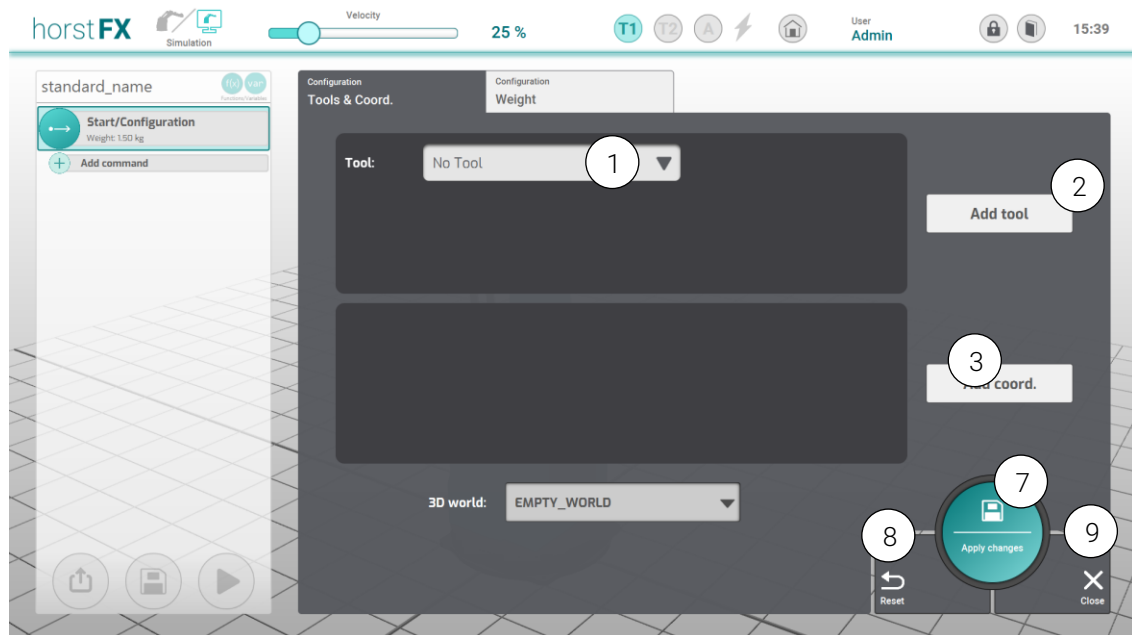 horstFX
Simulation
Velocity
25 %
T1
T2
A
User
Admin
15:39
standard_name
f(x)
var
Functions/Variables
Start/Configuration
Weight: 1.50 kg
Add command
Configuration
Tools & Coord.
Configuration
Weight
Tool:
No Tool
1
2
Add tool
3
coord.
3D world:
EMPTY_WORLD
7
Apply changes
8
Reset
9
Close